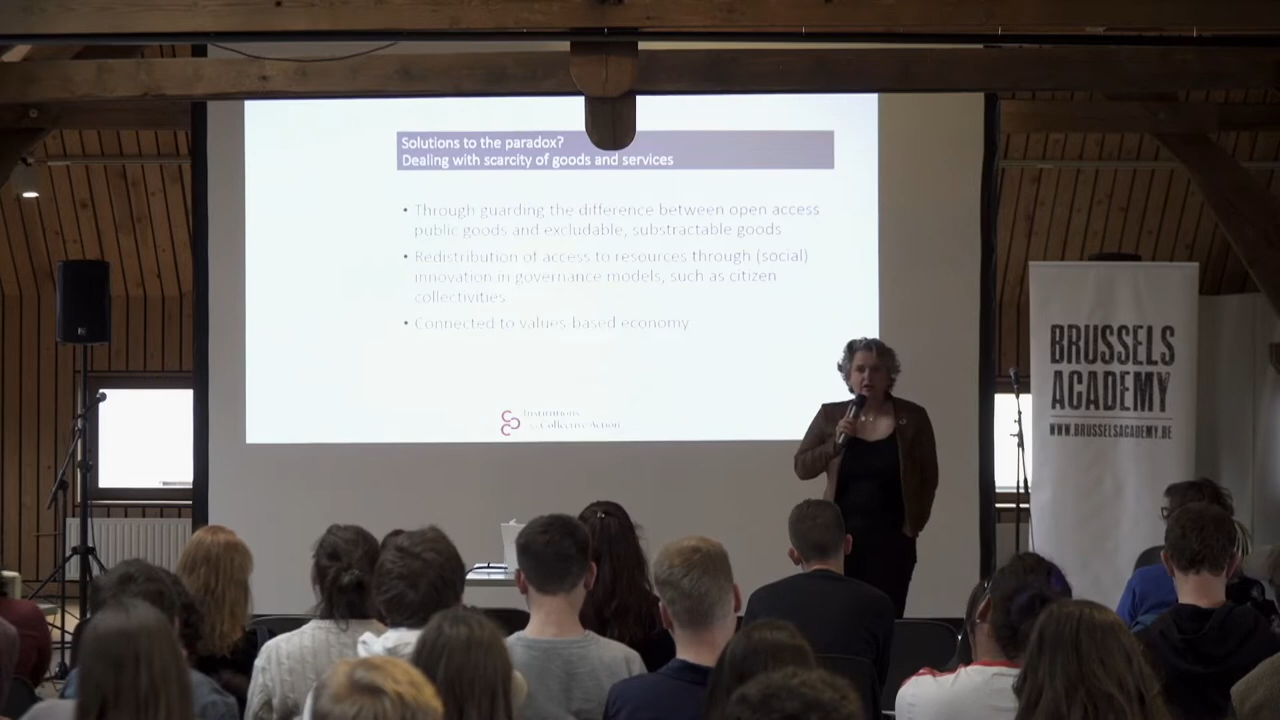 Solutions to the paradox?
Dealing with scarcity of goods and services
• Through guarding the difference between open access
public goods and excludable, substractable goods
• Redistribution of access to resources through (social)
innovation in governance models, such as citizen
collectivities
• Connected to values-based economy
Institutions
for Collective Action
BRUSSELS
ACADEMY
WWW.BRUSSELSACADEMY.BE